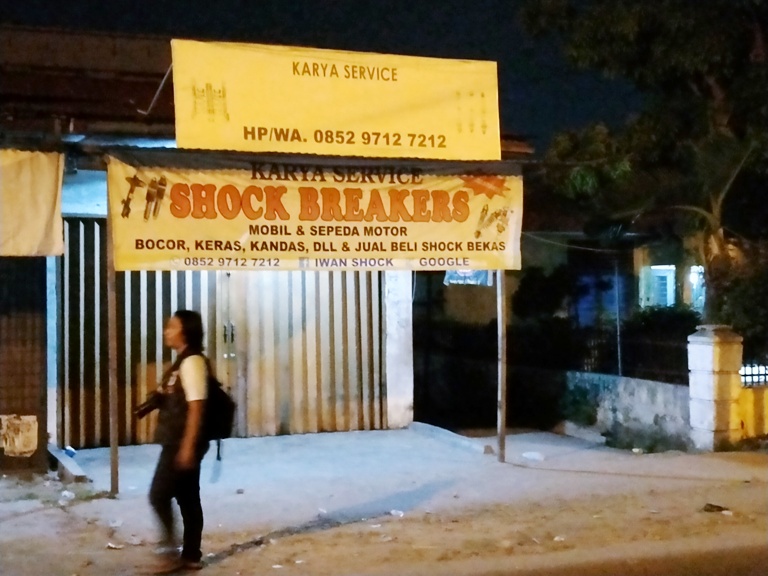 KARYA SERVICE
HP/WA. 0852 9712 7212
KARYA SERVICE
SHOCK BREAKERS
MOBIL & SEPEDA MOTOR
BOCOR, KERAS, KANDAS, DLL & JUAL BELI SHOCK BEKAS
0852 9712 7212 IWAN SHOCK GOOGLE